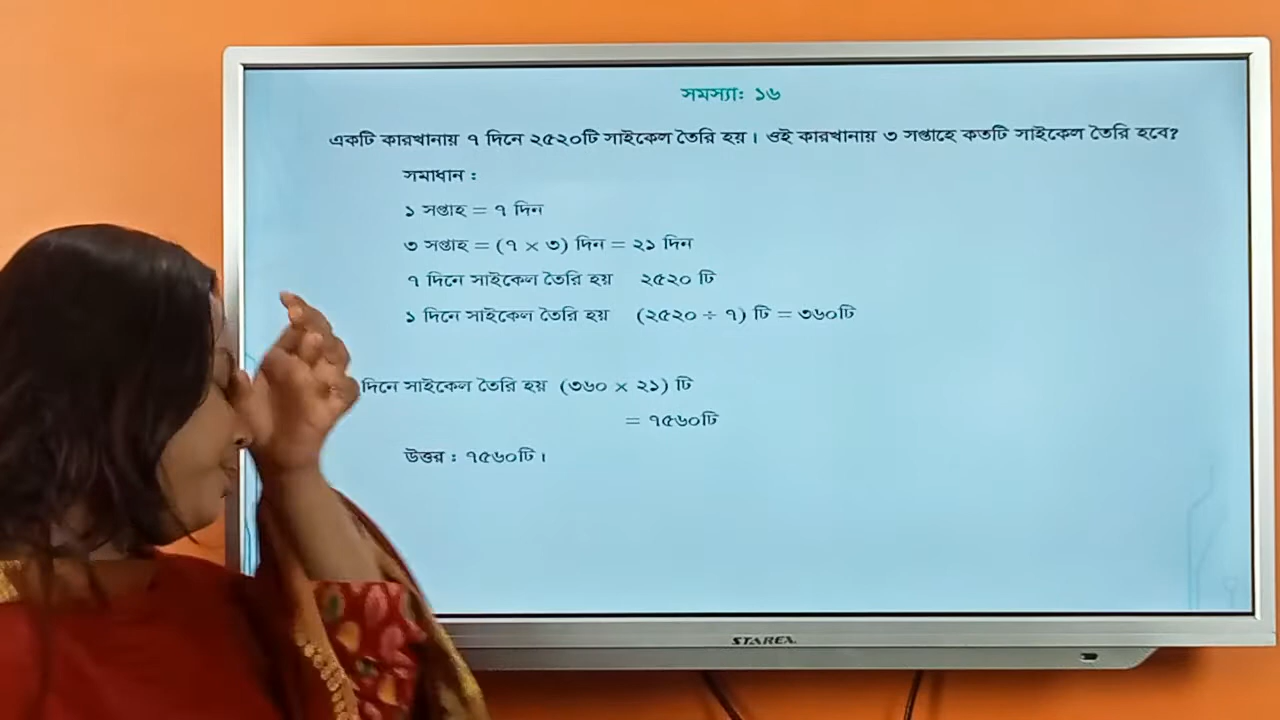 সমস্যা: ১৬
একটি কারখানায় ৭ দিনে ২৫২০টি সাইকেল তৈরি হয়। ওই কারখানায় ৩ সপ্তাহে কতটি সাইকেল তৈরি হবে?
সমাধান :
১ সপ্তাহ = ৭ দিন
৩ সপ্তাহ = (৭ × ৩) দিন = ২১ দিন
৭ দিনে সাইকেল তৈরি হয় ২৫২০ টি
১ দিনে সাইকেল তৈরি হয় (২৫২০ ÷ ৭) টি = ৩৬০টি
দিনে সাইকেল তৈরি হয় (৩৬০ × ২১) টি
= ৭৫৬০টি
উত্তর : ৭৫৬০টি।
STAREX